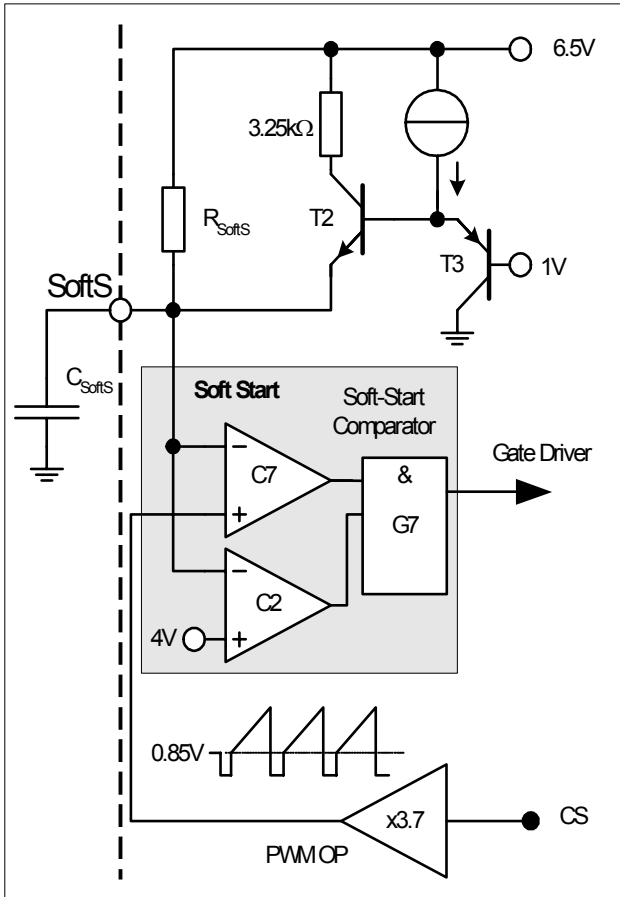 6.5V
3.25kΩ
R_SoftS
T2
T3
1V
SoftS
C_SoftS
Soft Start
Soft-Start
Comparator
Gate Driver
−
C7
+
&
G7
−
C2
4V
+
0.85V
x3.7
CS
PWM OP